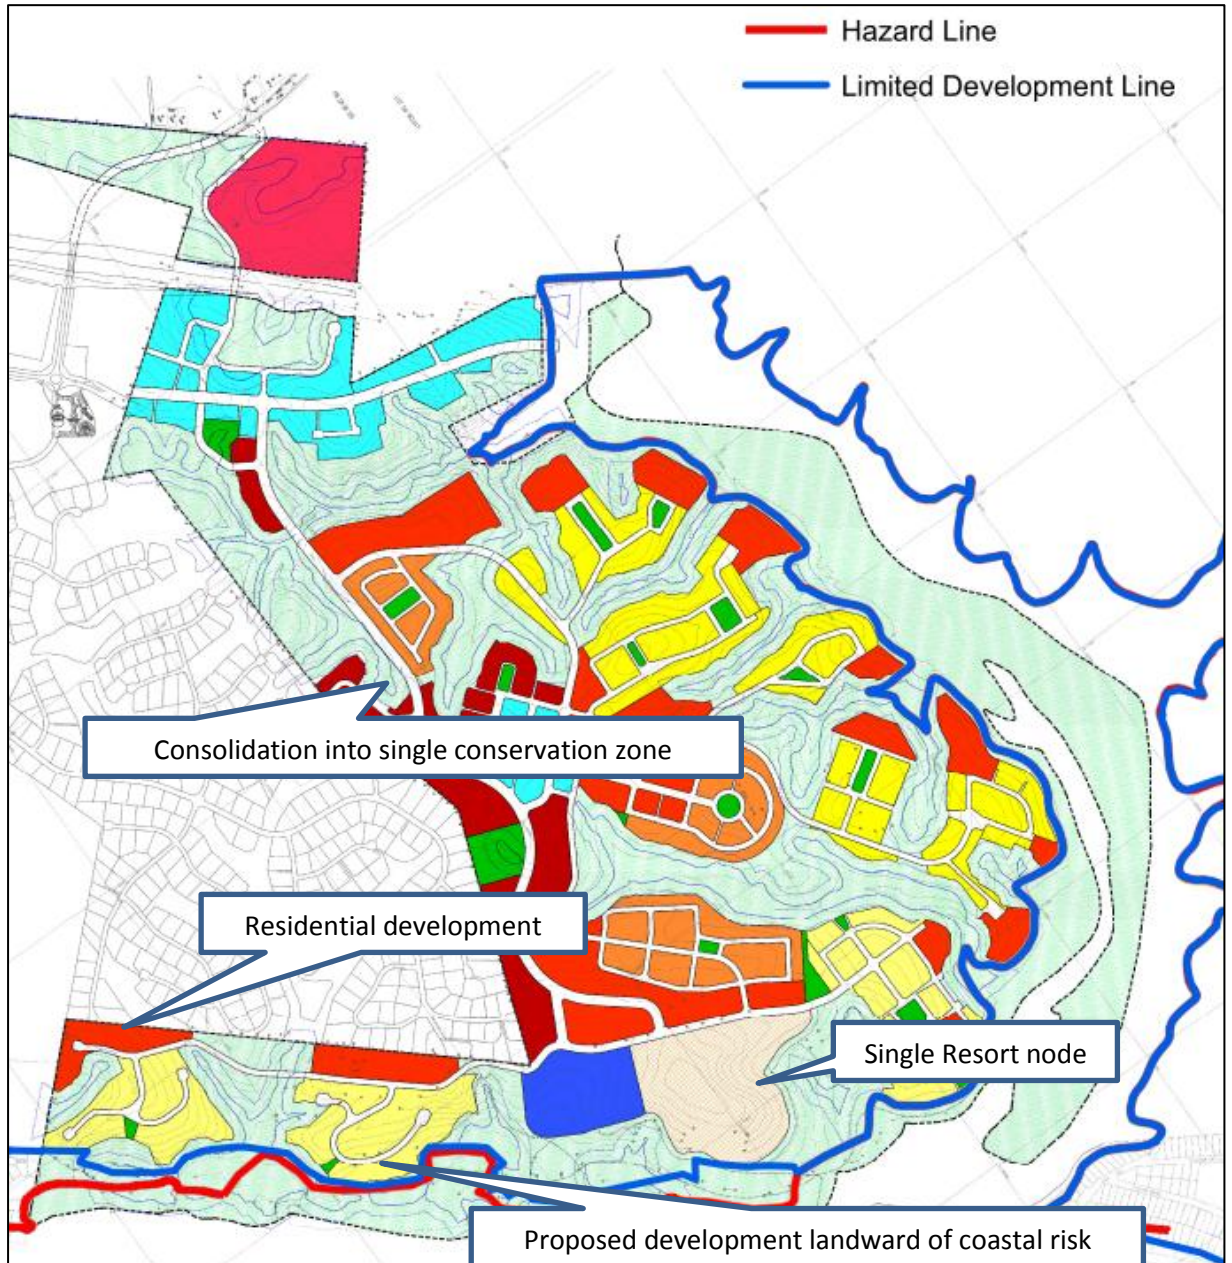 Hazard Line
Limited Development Line
Consolidation into single conservation zone
Residential development
Single Resort node
Proposed development landward of coastal risk